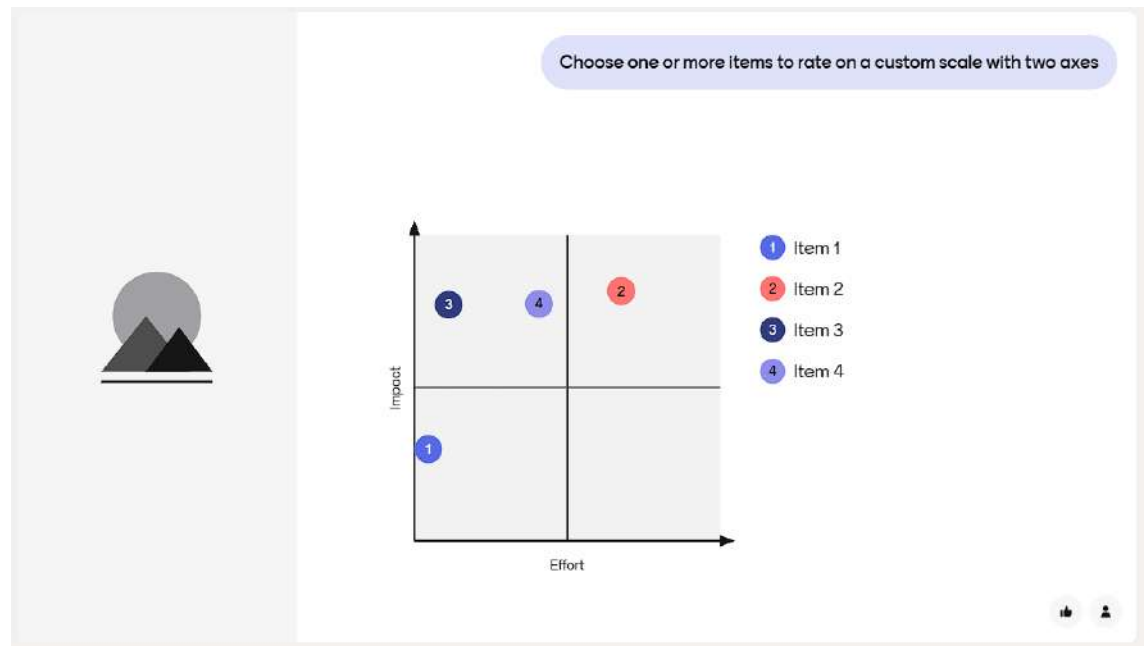 Choose one or more items to rate on a custom scale with two axes
3
4
2
1
Impact
Effort
1 Item 1
2 Item 2
3 Item 3
4 Item 4